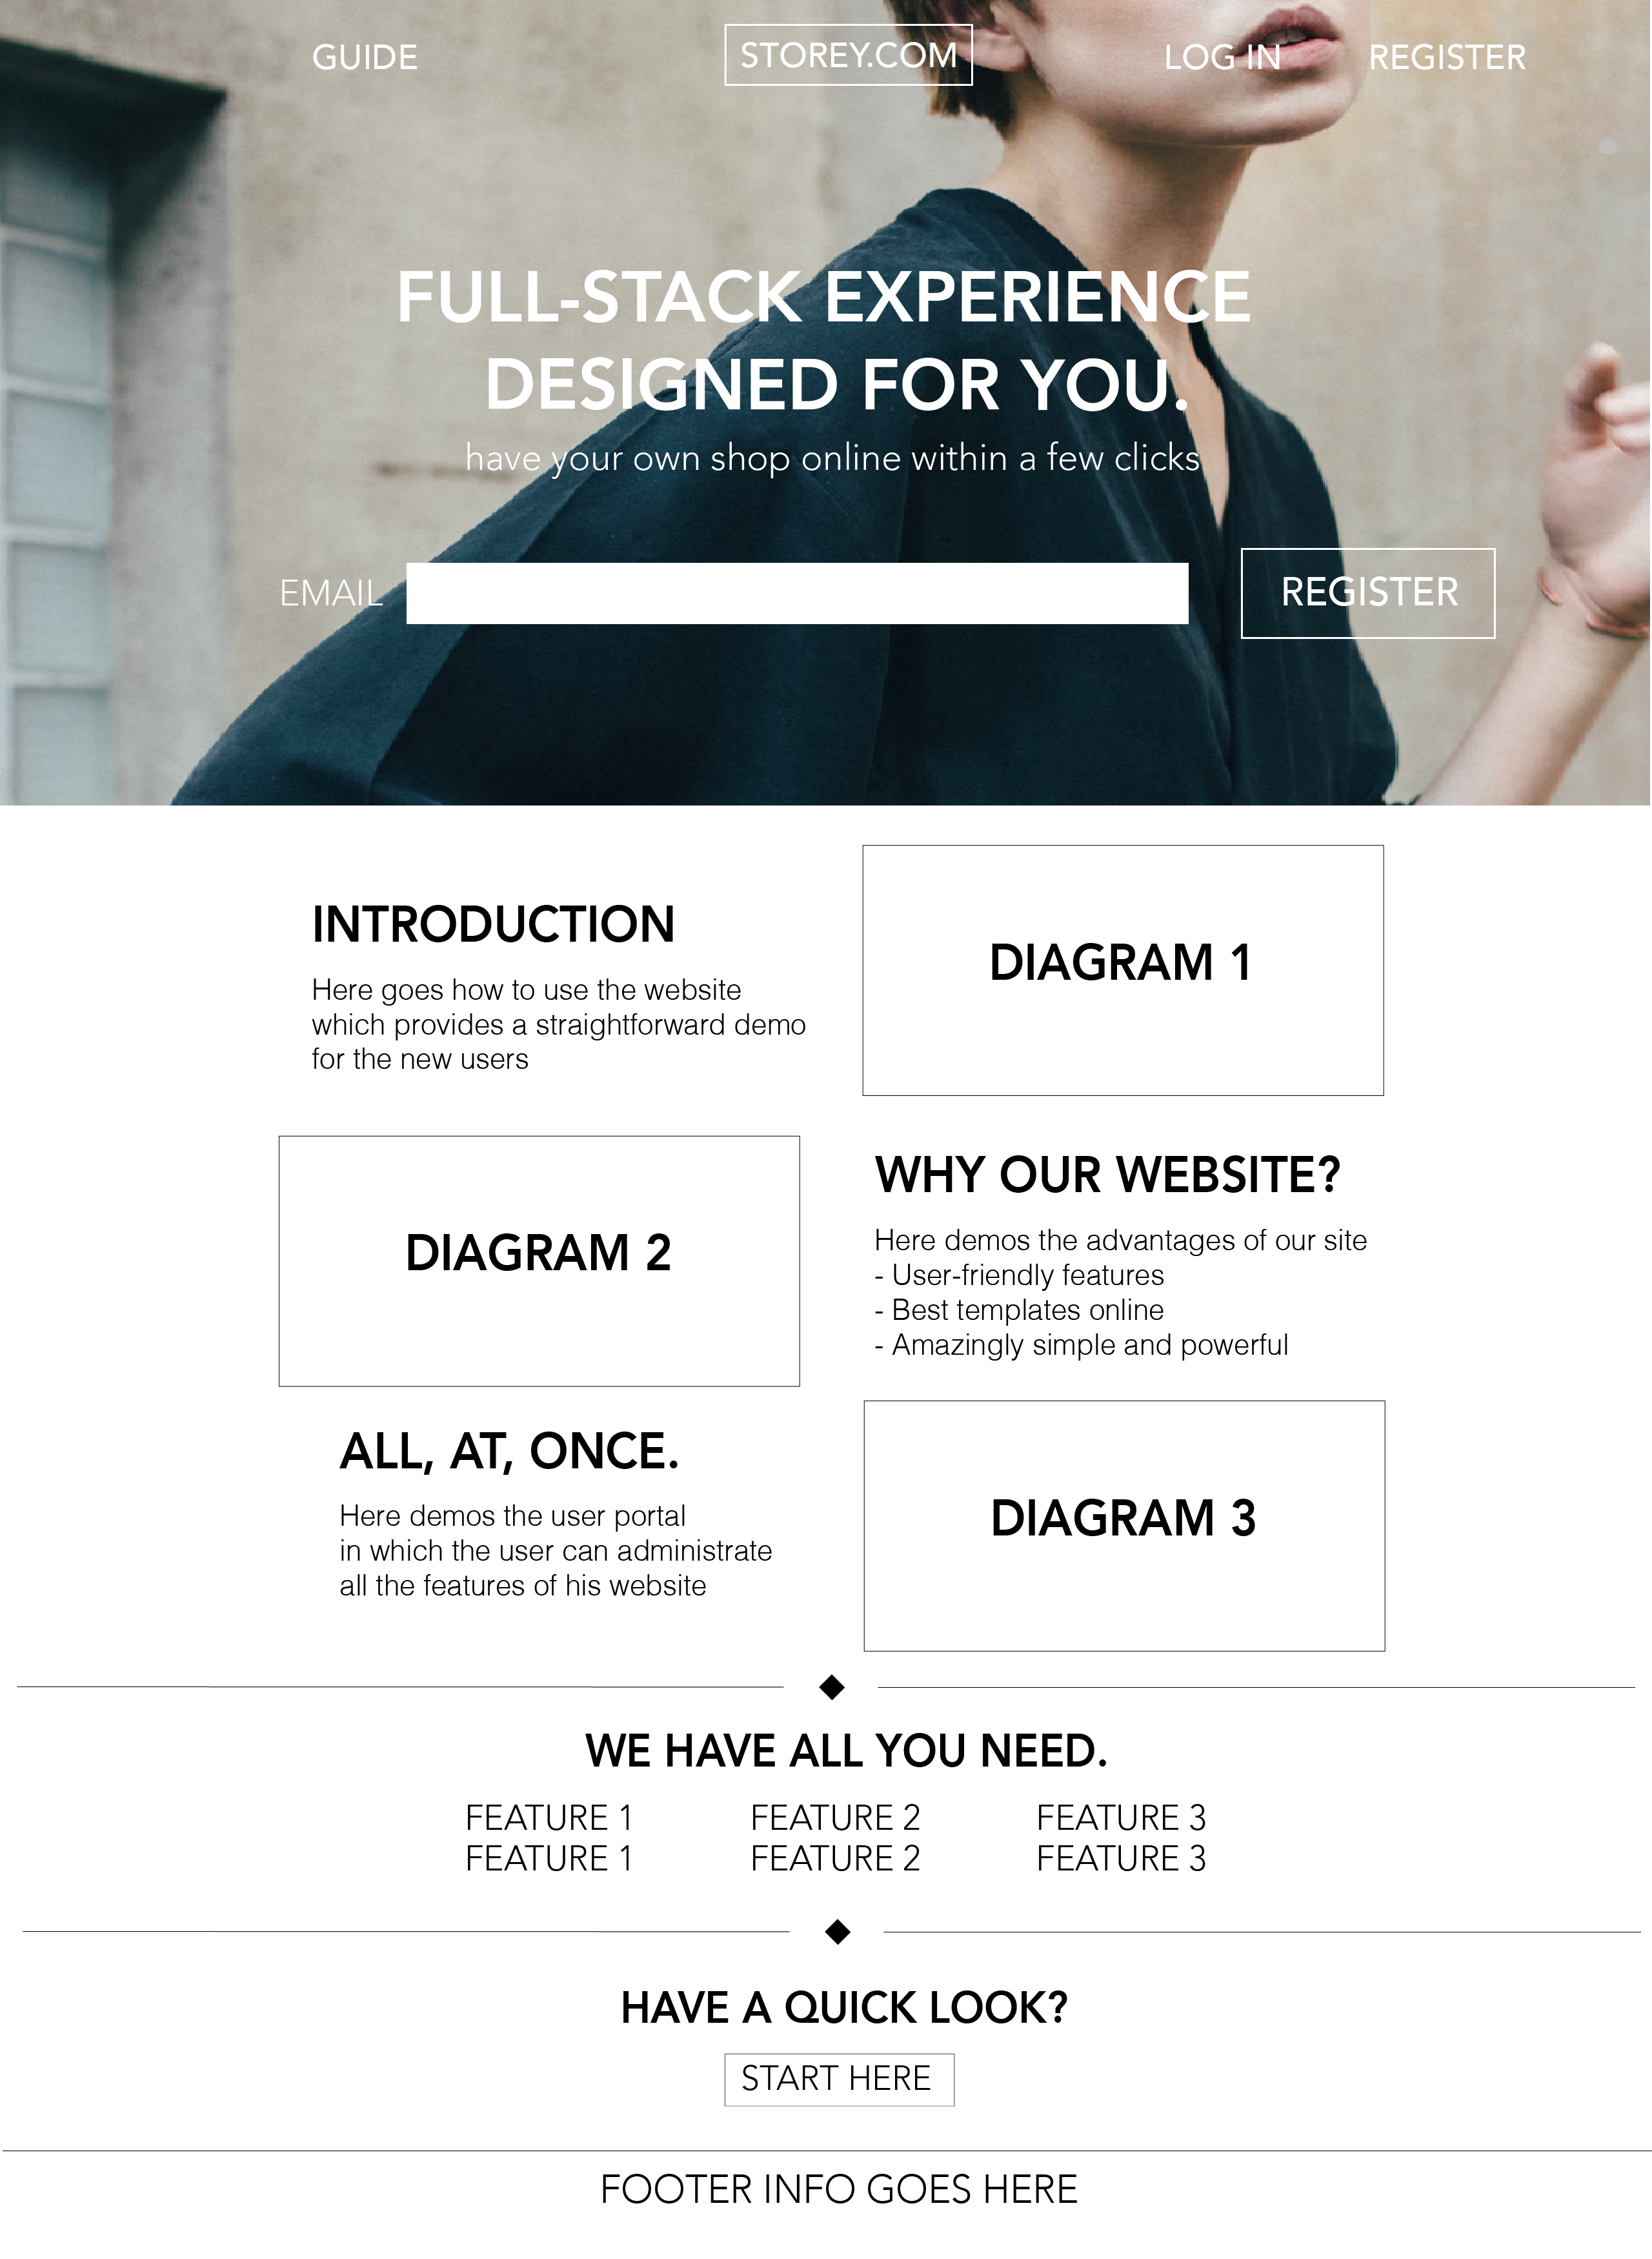 GUIDE
STOREY.COM
LOG IN
REGISTER
FULL-STACK EXPERIENCE
DESIGNED FOR YOU.
have your own shop online within a few clicks
EMAIL
REGISTER
INTRODUCTION
Here goes how to use the website
which provides a straightforward demo
for the new users
DIAGRAM 1
DIAGRAM 2
WHY OUR WEBSITE?
Here demos the advantages of our site
- User-friendly features
- Best templates online
- Amazingly simple and powerful
ALL, AT, ONCE.
Here demos the user portal
in which the user can administrate
all the features of his website
DIAGRAM 3
WE HAVE ALL YOU NEED.
FEATURE 1 FEATURE 2 FEATURE 3
FEATURE 1 FEATURE 2 FEATURE 3
HAVE A QUICK LOOK?
START HERE
FOOTER INFO GOES HERE